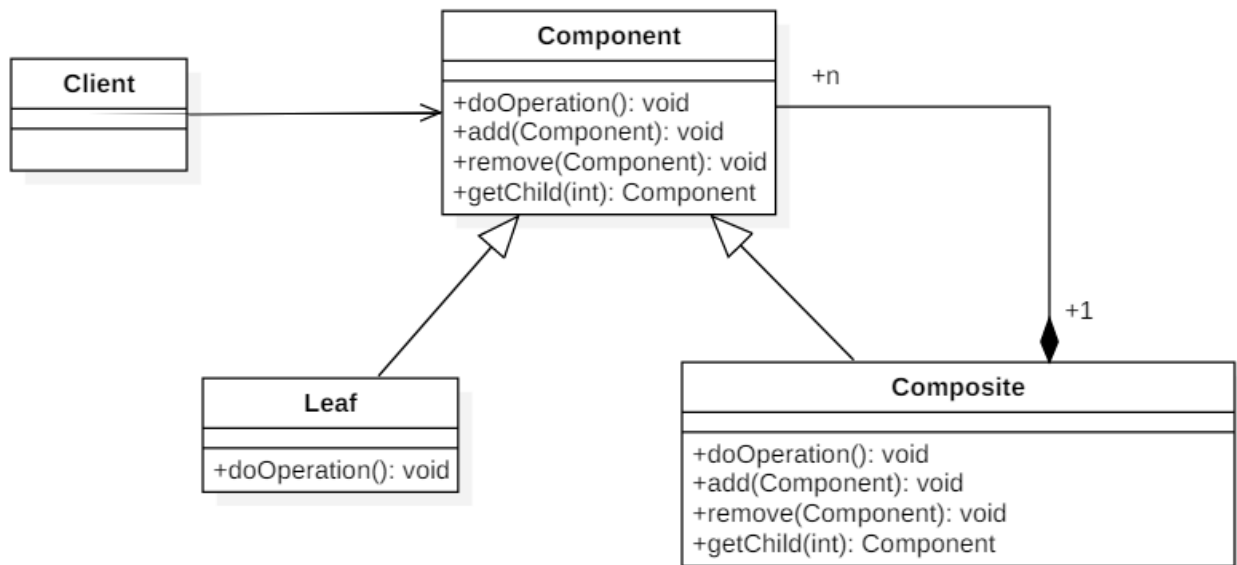 Client
Component
+doOperation(): void
+add(Component): void
+remove(Component): void
+getChild(int): Component
+n
+1
Leaf
+doOperation(): void
Composite
+doOperation(): void
+add(Component): void
+remove(Component): void
+getChild(int): Component